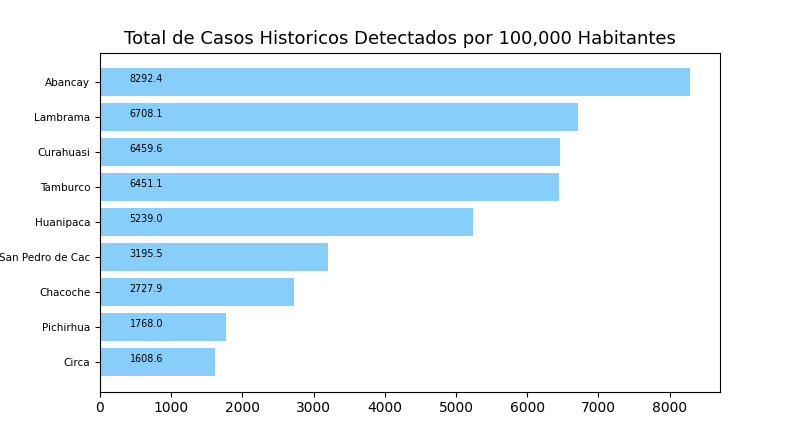 Total de Casos Historicos Detectados por 100,000 Habitantes
Abancay 8292.4
Lambrama 6708.1
Curahuasi 6459.6
Tamburco 6451.1
Huanipaca 5239.0
San Pedro de Cac 3195.5
Chacoche 2727.9
Pichirhua 1768.0
Circa 1608.6
0 1000 2000 3000 4000 5000 6000 7000 8000